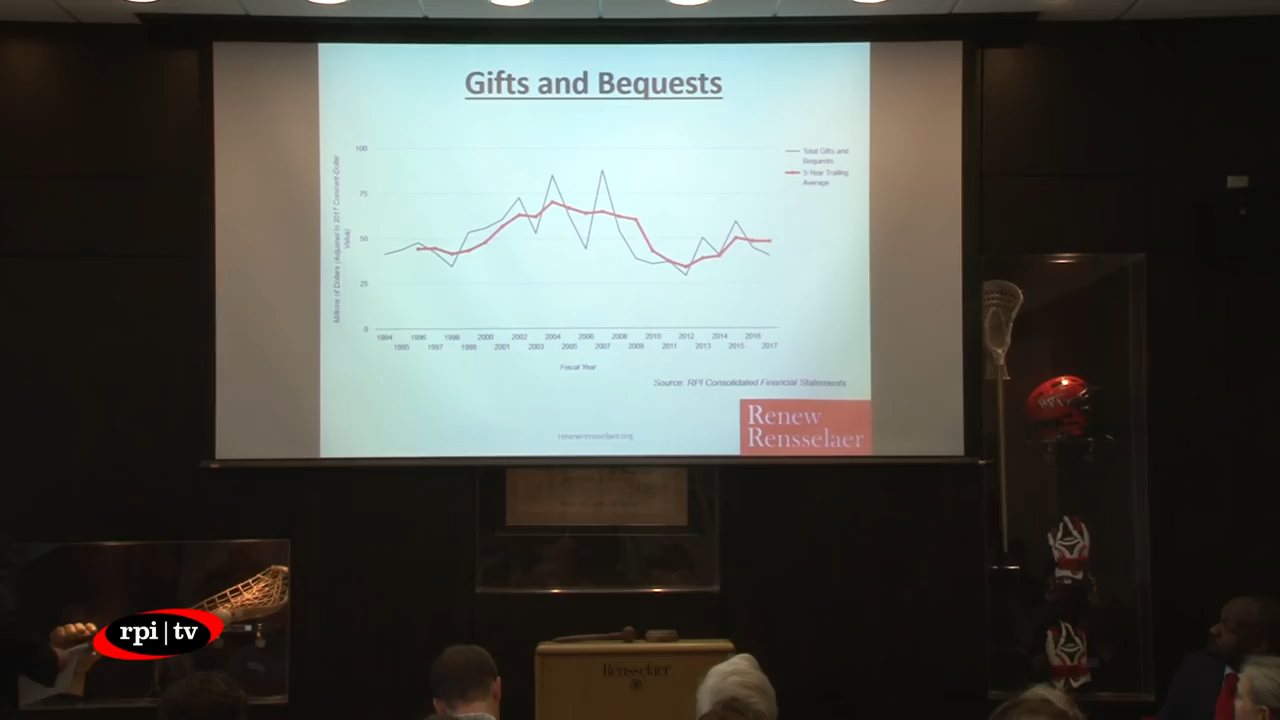 Gifts and Bequests
100
75
50
25
0
Millions of Dollars (Adjusted to 2017 Constant-Dollar
Value)
Total Gifts and
Bequests
3-Year Trailing
Average
1994 1996 1998 2000 2002 2004 2006 2008 2010 2012 2014 2016
1995 1997 1999 2001 2003 2005 2007 2009 2011 2013 2015 2017
Fiscal Year
Source: RPI Consolidated Financial Statements
renewrensselaer.org
Renew
Rensselaer
RPI
rpi|tv
Rensselaer